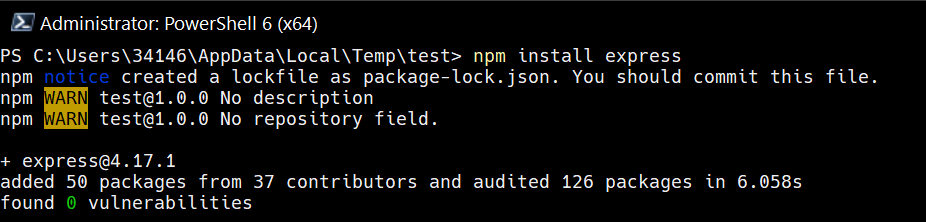 Administrator: PowerShell 6 (x64)
PS C:\Users\34146\AppData\Local\Temp\test> npm install express
npm notice created a lockfile as package-lock.json. You should commit this file.
npm WARN test@1.0.0 No description
npm WARN test@1.0.0 No repository field.
+ express@4.17.1
added 50 packages from 37 contributors and audited 126 packages in 6.058s
found 0 vulnerabilities